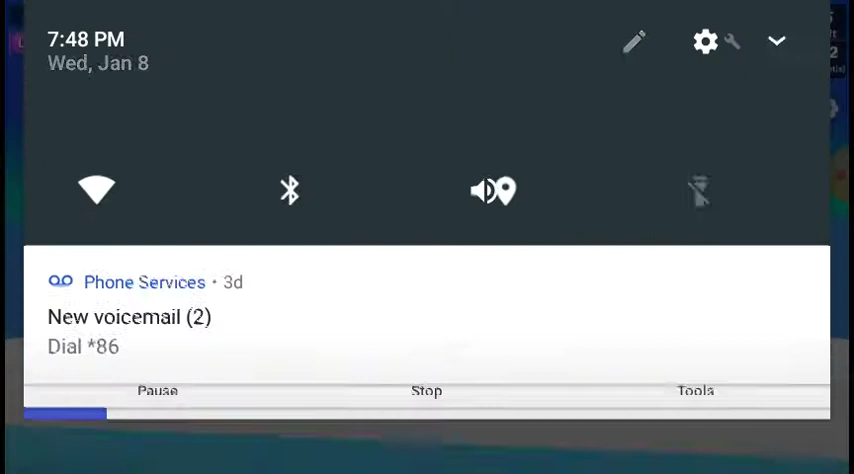 7:48 PM
Wed, Jan 8
Phone Services • 3d
New voicemail (2)
Dial *86
Pause
Stop
Tools